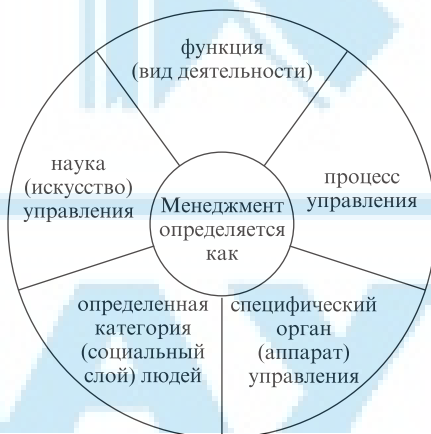 функция
(вид деятельности)
процесс
управления
специфический
орган
(аппарат)
управления
определенная
категория
(социальный
слой) людей
наука
(искусство)
управления
Менеджмент
определяется
как